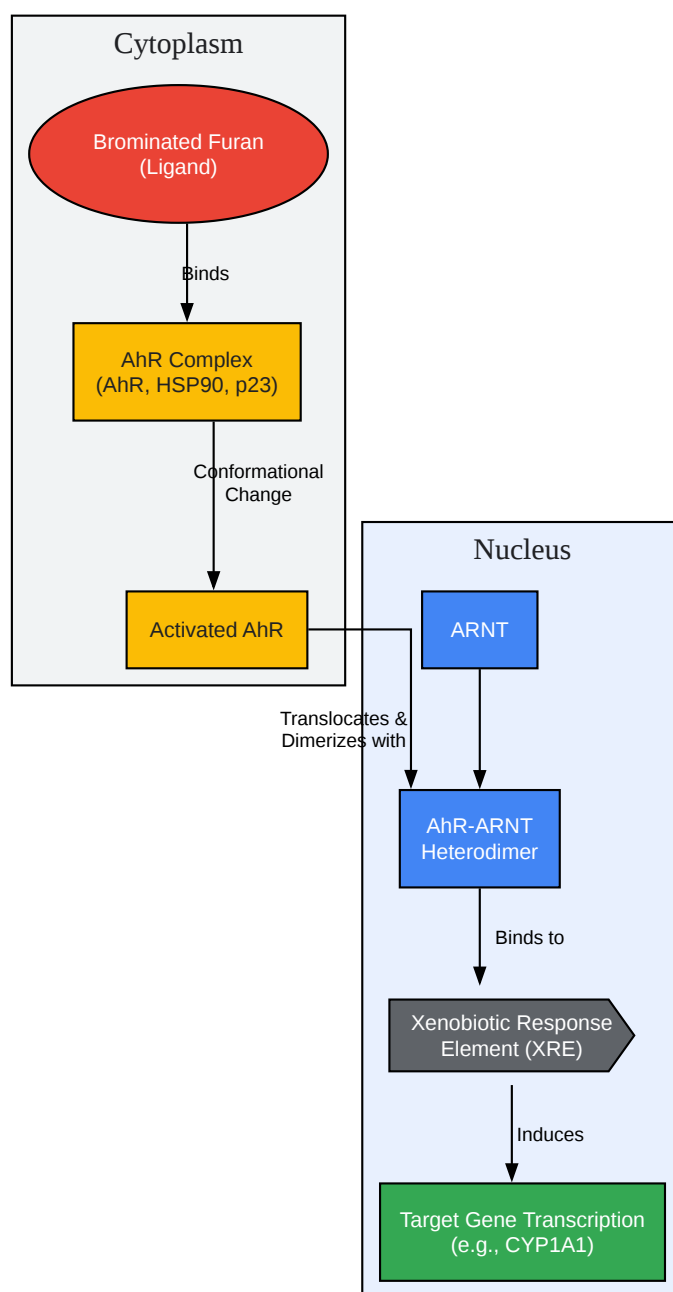 Cytoplasm
Brominated Furan
(Ligand)
Binds
AhR Complex
(AhR, HSP90, p23)
Conformational
Change
Activated AhR
Nucleus
ARNT
Translocates &
Dimerizes with
AhR-ARNT
Heterodimer
Binds to
Xenobiotic Response
Element (XRE)
Induces
Target Gene Transcription
(e.g., CYP1A1)